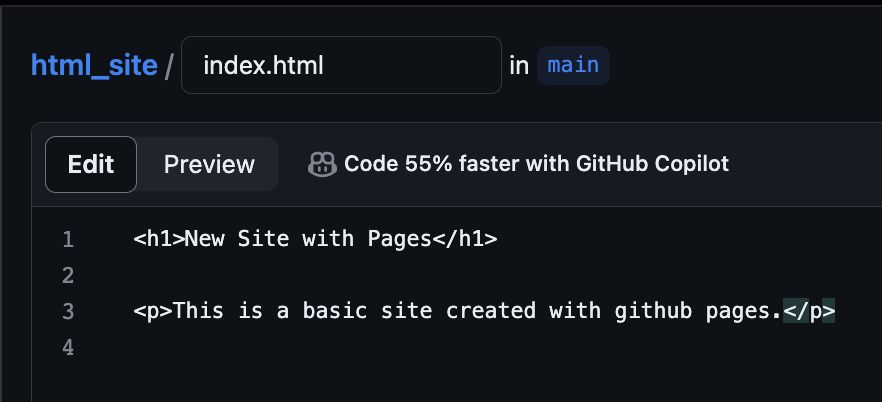 html_site / index.html in main
Edit Preview Code 55% faster with GitHub Copilot
1 <h1>New Site with Pages</h1>
2
3 <p>This is a basic site created with github pages.</p>
4